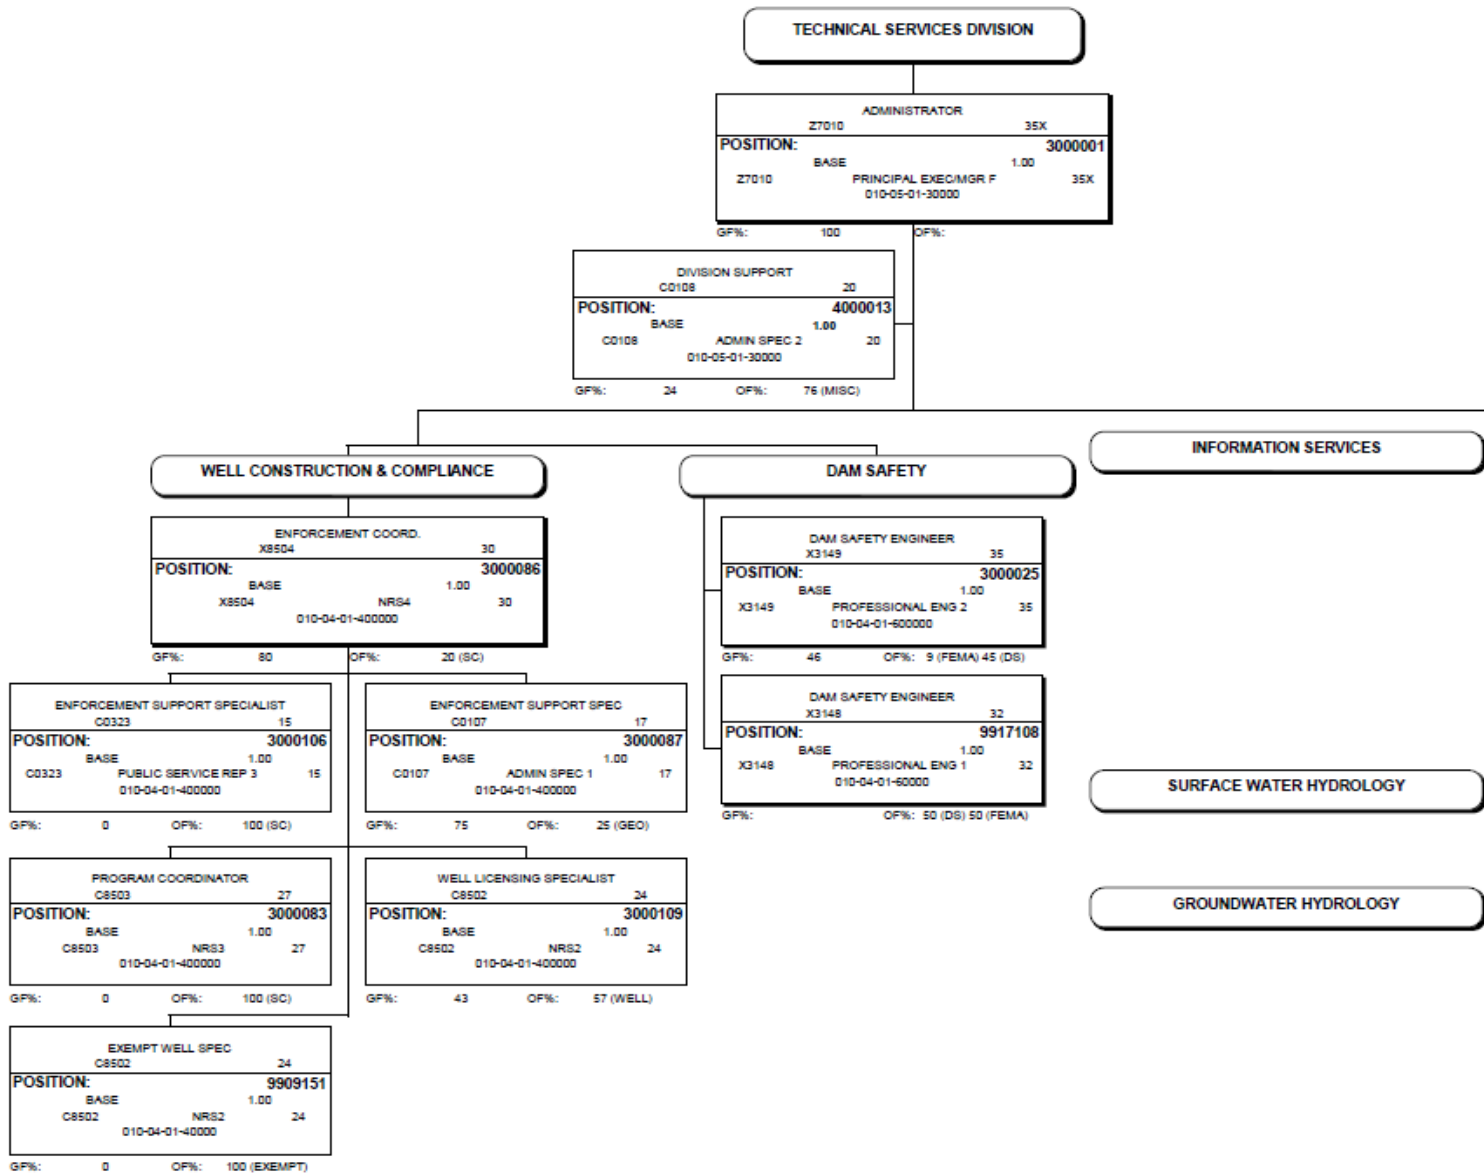 TECHNICAL SERVICES DIVISION
ADMINISTRATOR
Z7010 35X
POSITION: 3000001
BASE 1.00
Z7010 PRINCIPAL EXEC/MGR F 35X
010-05-01-30000
GF%: 100 OF%:
DIVISION SUPPORT
C0108 20
POSITION: 4000013
BASE 1.00
C0108 ADMIN SPEC 2 20
010-05-01-30000
GF%: 24 OF%: 76 (MISC)
WELL CONSTRUCTION & COMPLIANCE
ENFORCEMENT COORD.
X8504 30
POSITION: 3000086
BASE 1.00
X8504 NRS4 30
010-04-01-400000
GF%: 80 OF%: 20 (SC)
ENFORCEMENT SUPPORT SPECIALIST
C0323 15
POSITION: 3000106
BASE 1.00
C0323 PUBLIC SERVICE REP 3 15
010-04-01-400000
GF%: 0 OF%: 100 (SC)
ENFORCEMENT SUPPORT SPEC
C0107 17
POSITION: 3000087
BASE 1.00
C0107 ADMIN SPEC 1 17
010-04-01-400000
GF%: 75 OF%: 25 (GEO)
PROGRAM COORDINATOR
C8503 27
POSITION: 3000083
BASE 1.00
C8503 NRS3 27
010-04-01-400000
GF%: 0 OF%: 100 (SC)
WELL LICENSING SPECIALIST
C8502 24
POSITION: 3000109
BASE 1.00
C8502 NRS2 24
010-04-01-400000
GF%: 43 OF%: 57 (WELL)
EXEMPT WELL SPEC
C8502 24
POSITION: 9909151
BASE 1.00
C8502 NRS2 24
010-04-01-40000
GF%: 0 OF%: 100 (EXEMPT)
DAM SAFETY
DAM SAFETY ENGINEER
X3149 35
POSITION: 3000025
BASE 1.00
X3149 PROFESSIONAL ENG 2 35
010-04-01-600000
GF%: 46 OF%: 9 (FEMA) 45 (DS)
DAM SAFETY ENGINEER
X3148 32
POSITION: 9917108
BASE 1.00
X3148 PROFESSIONAL ENG 1 32
010-04-01-60000
GF%: OF%: 50 (DS) 50 (FEMA)
INFORMATION SERVICES
SURFACE WATER HYDROLOGY
GROUNDWATER HYDROLOGY